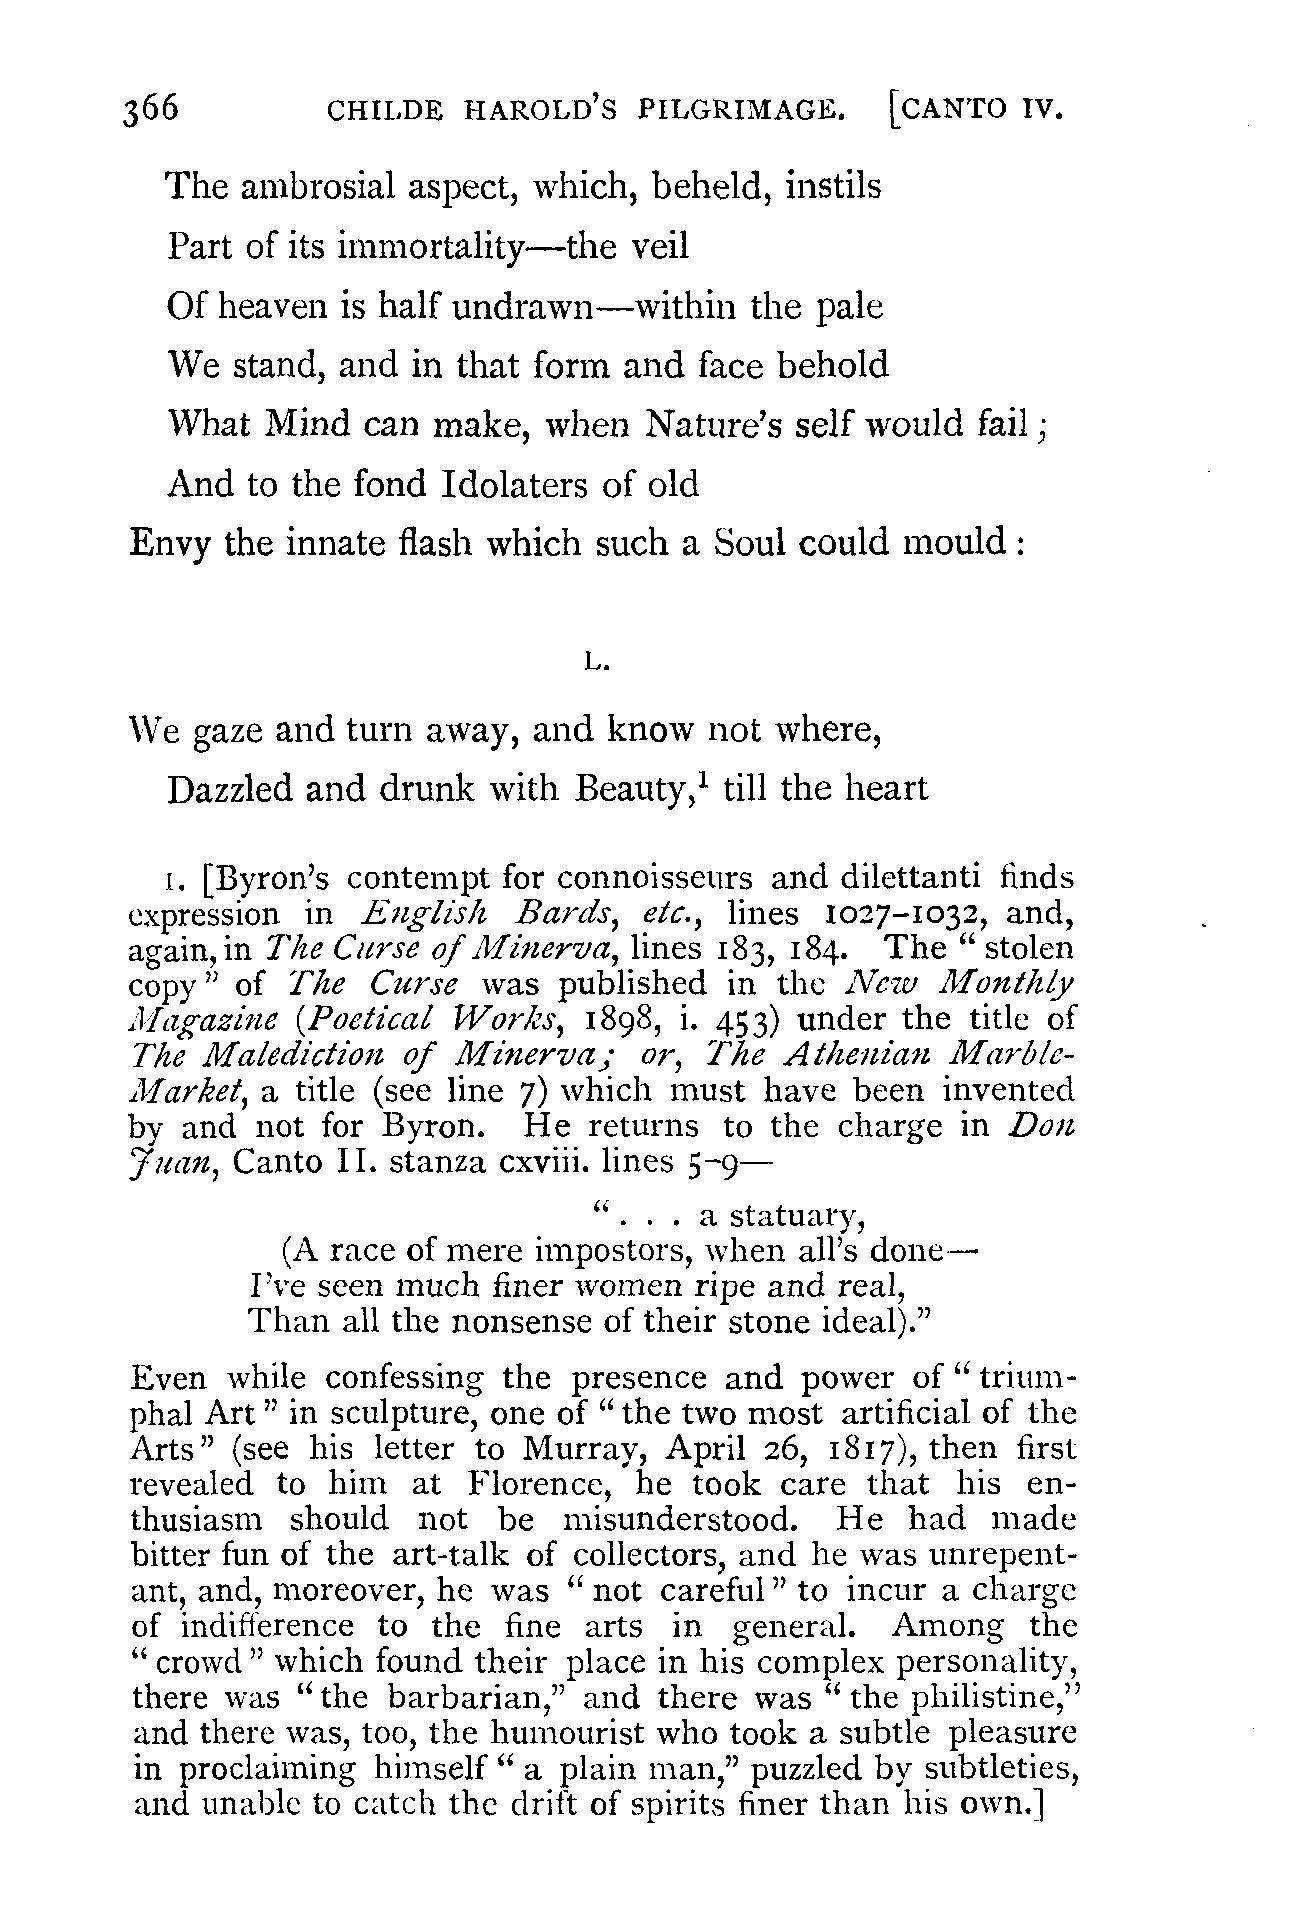 366 CHILDE HAROLD'S PILGRIMAGE. [CANTO IV.
The ambrosial aspect, which, beheld, instils
Part of its immortality—the veil
Of heaven is half undrawn—within the pale
We stand, and in that form and face behold
What Mind can make, when Nature's self would fail;
And to the fond Idolaters of old
Envy the innate flash which such a Soul could mould:
L.
We gaze and turn away, and know not where,
Dazzled and drunk with Beauty,¹ till the heart
1. [Byron's contempt for connoisseurs and dilettanti finds
expression in English Bards, etc., lines 1027-1032, and,
again, in The Curse of Minerva, lines 183, 184. The "stolen
copy" of The Curse was published in the New Monthly
Magazine (Poetical Works, 1898, i. 453) under the title of
The Malediction of Minerva; or, The Athenian Marble-
Market, a title (see line 7) which must have been invented
by and not for Byron. He returns to the charge in Don
Juan, Canto II. stanza cxviii. lines 5-9—
". . . a statuary,
(A race of mere impostors, when all's done—
I've seen much finer women ripe and real,
Than all the nonsense of their stone ideal)."
Even while confessing the presence and power of "trium-
phal Art" in sculpture, one of "the two most artificial of the
Arts" (see his letter to Murray, April 26, 1817), then first
revealed to him at Florence, he took care that his en-
thusiasm should not be misunderstood. He had made
bitter fun of the art-talk of collectors, and he was unrepent-
ant, and, moreover, he was "not careful" to incur a charge
of indifference to the fine arts in general. Among the
"crowd" which found their place in his complex personality,
there was "the barbarian," and there was "the philistine,"
and there was, too, the humourist who took a subtle pleasure
in proclaiming himself "a plain man," puzzled by subtleties,
and unable to catch the drift of spirits finer than his own.]